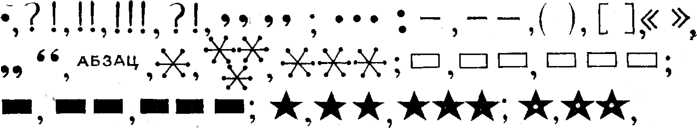 •, ? !, !!, !!!, ?!, „ „ ; ••• : —, — —, ( ), [ ], « »,
„ “, АБЗАЦ, ⚹, ⚹⚹⚹, ⚹⚹⚹; ▭, ▭▭, ▭▭▭;
▬, ▬▬, ▬▬▬; ★, ★★, ★★★; ✪, ✪✪,